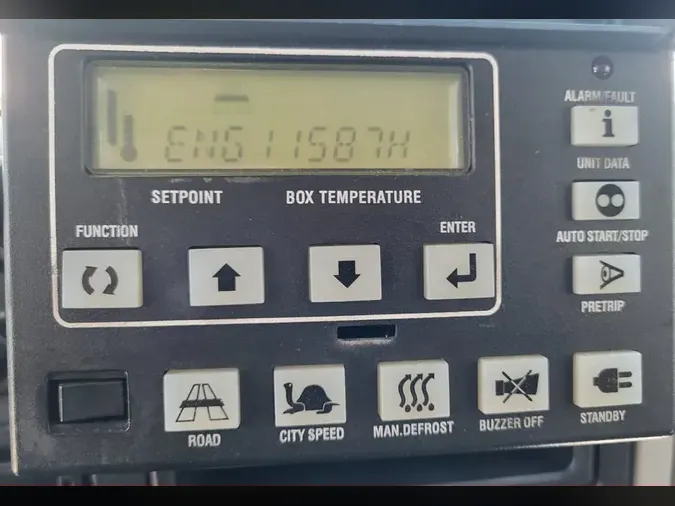 ALARM/FAULT
ENG 11587H
UNIT DATA
SETPOINT BOX TEMPERATURE
AUTO START/STOP
FUNCTION ENTER
PRETRIP
ROAD CITY SPEED MAN.DEFROST BUZZER OFF STANDBY